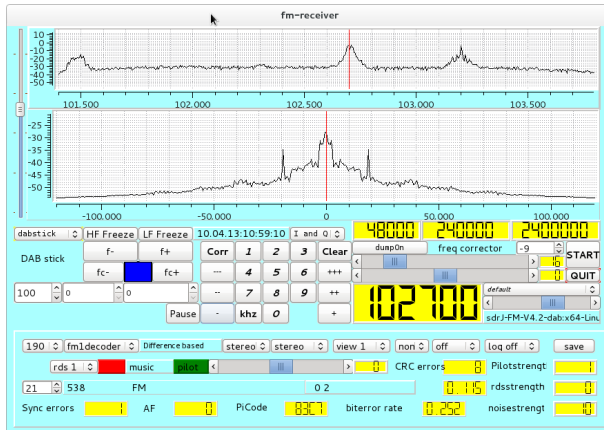 fm-receiver
10
0
-10
-20
-30
-40
-50
101.500 102.000 102.500 103.000 103.500
-25
-30
-35
-40
-45
-50
-100.000 -50.000 0 50.000 100.000
dabstick HF Freeze LF Freeze 10.04.13:10:59:10 I and Q 48000 240000 2400000
DAB stick f- f+ Corr 1 2 3 Clear dumpOn freq corrector -9 START
fc- fc+ --- 4 5 6 +++ 16 QUIT
100 0 0 -- 7 8 9 ++ 102700 default
Pause - khz 0 + sdrJ-FM-V4.2-dab:x64-Linu
190 fm1decoder Difference based stereo stereo view 1 non off log off save
rds 1 music pilot 0 CRC errors 8 Pilotstrengt 1
21 538 FM 0 2 0.115 rdsstrength 0
Sync errors 1 AF 0 PiCode 83C7 biterror rate 0.252 noisestrengt 10